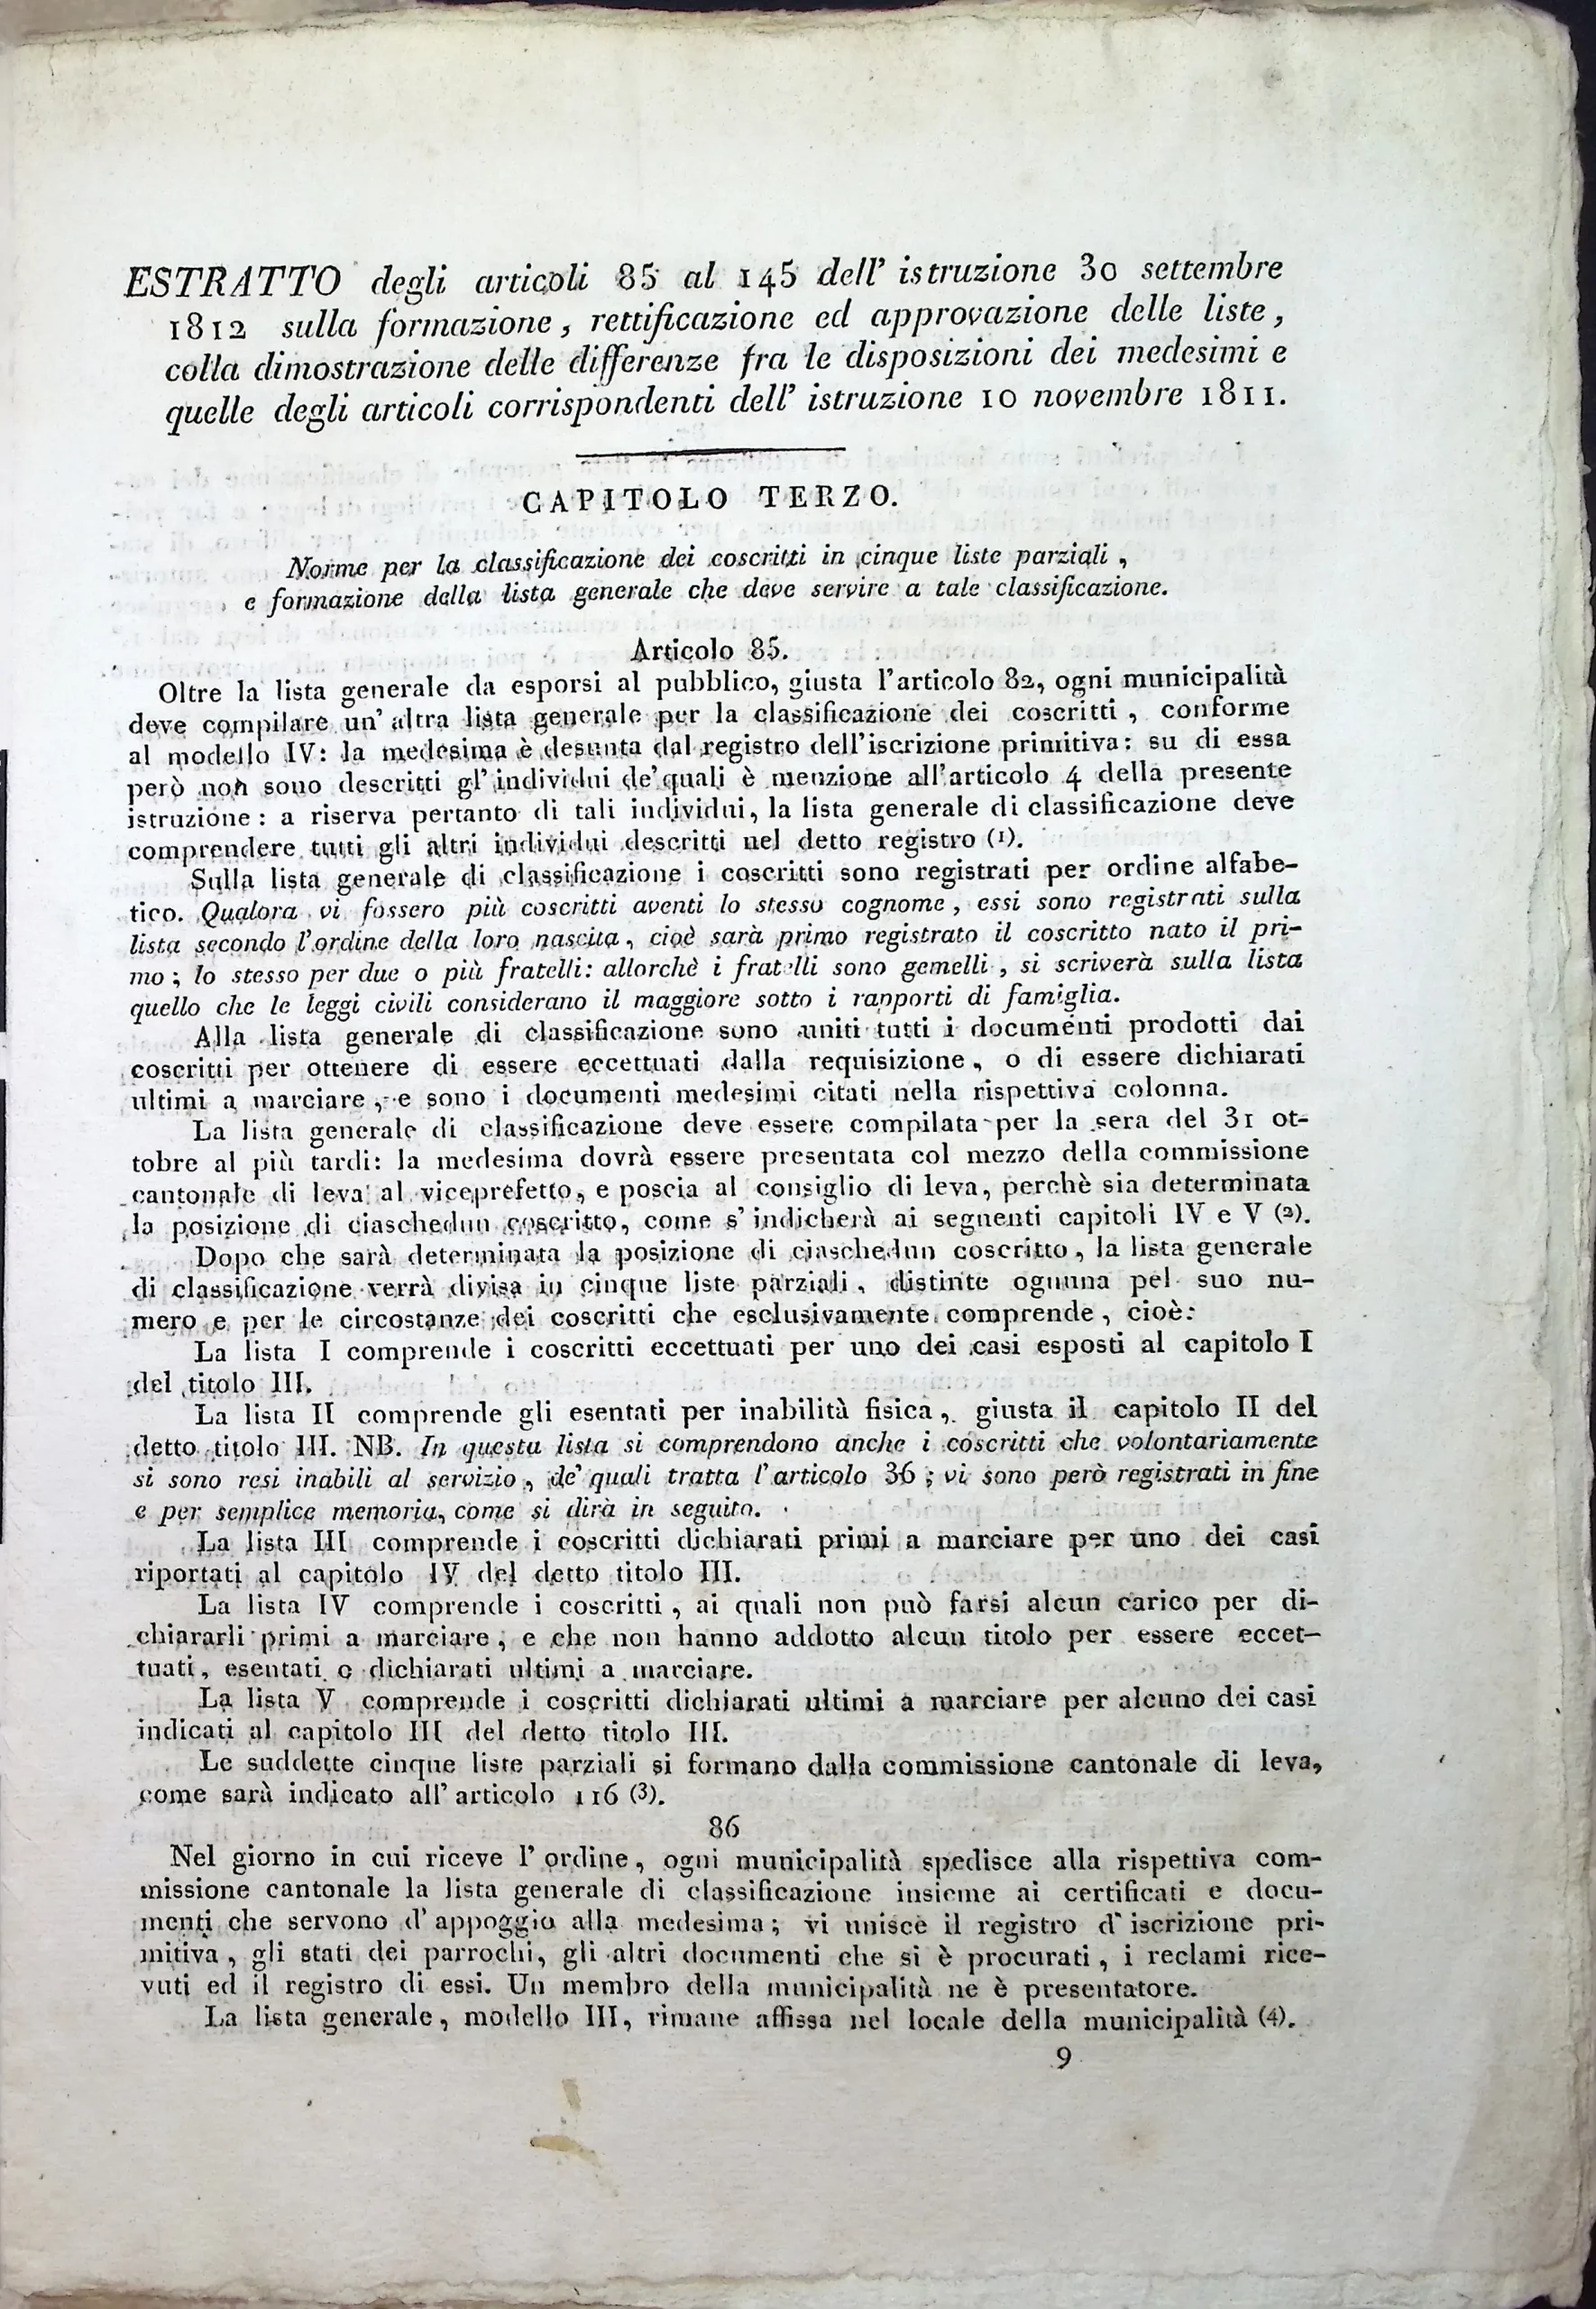 ESTRATTO degli articoli 85 al 145 dell' istruzione 30 settembre
1812 sulla formazione, rettificazione ed approvazione delle liste,
colla dimostrazione delle differenze fra le disposizioni dei medesimi e
quelle degli articoli corrispondenti dell' istruzione 10 novembre 1811.
CAPITOLO TERZO.
Norme per la classificazione dei coscritti in cinque liste parziali,
e formazione della lista generale che deve servire a tale classificazione.
Articolo 85.
Oltre la lista generale da esporsi al pubblico, giusta l'articolo 82, ogni municipalità
deve compilare un' altra lista generale per la classificazione dei coscritti, conforme
al modello IV: la medesima è desunta dal registro dell'iscrizione primitiva: su di essa
però non sono descritti gl' individui de' quali è menzione all'articolo 4 della presente
istruzione: a riserva pertanto di tali individui, la lista generale di classificazione deve
comprendere tutti gli altri individui descritti nel detto registro (1).
Sulla lista generale di classificazione i coscritti sono registrati per ordine alfabe-
tico. Qualora vi fossero più coscritti aventi lo stesso cognome, essi sono registrati sulla
lista secondo l'ordine della loro nascita, cioè sarà primo registrato il coscritto nato il pri-
mo; lo stesso per due o più fratelli: allorchè i fratelli sono gemelli, si scriverà sulla lista
quello che le leggi civili considerano il maggiore sotto i rapporti di famiglia.
Alla lista generale di classificazione sono uniti tutti i documenti prodotti dai
coscritti per ottenere di essere eccettuati dalla requisizione, o di essere dichiarati
ultimi a marciare, e sono i documenti medesimi citati nella rispettiva colonna.
La lista generale di classificazione deve essere compilata per la sera del 31 ot-
tobre al più tardi: la medesima dovrà essere presentata col mezzo della commissione
cantonale di leva al viceprefetto, e poscia al consiglio di leva, perchè sia determinata
la posizione di ciaschedun coscritto, come s' indicherà ai seguenti capitoli IV e V (2).
Dopo che sarà determinata la posizione di ciaschedun coscritto, la lista generale
di classificazione verrà divisa in cinque liste parziali, distinte ognuna pel suo nu-
mero e per le circostanze dei coscritti che esclusivamente comprende, cioè:
La lista I comprende i coscritti eccettuati per uno dei casi esposti al capitolo I
del titolo III.
La lista II comprende gli esentati per inabilità fisica, giusta il capitolo II del
detto titolo III. NB. In questa lista si comprendono anche i coscritti che volontariamente
si sono resi inabili al servizio, de' quali tratta l'articolo 36; vi sono però registrati in fine
e per semplice memoria, come si dirà in seguito.
La lista III comprende i coscritti dichiarati primi a marciare per uno dei casi
riportati al capitolo IV del detto titolo III.
La lista IV comprende i coscritti, ai quali non può farsi alcun carico per di-
chiararli primi a marciare, e che non hanno addotto alcun titolo per essere eccet-
tuati, esentati o dichiarati ultimi a marciare.
La lista V comprende i coscritti dichiarati ultimi a marciare per alcuno dei casi
indicati al capitolo III del detto titolo III.
Le suddette cinque liste parziali si formano dalla commissione cantonale di leva,
come sarà indicato all' articolo 116 (3).
86
Nel giorno in cui riceve l' ordine, ogni municipalità spedisce alla rispettiva com-
missione cantonale la lista generale di classificazione insieme ai certificati e docu-
menti che servono d' appoggio alla medesima; vi unisce il registro d' iscrizione pri-
mitiva, gli stati dei parrochi, gli altri documenti che si è procurati, i reclami rice-
vuti ed il registro di essi. Un membro della municipalità ne è presentatore.
La lista generale, modello III, rimane affissa nel locale della municipalità (4).
9